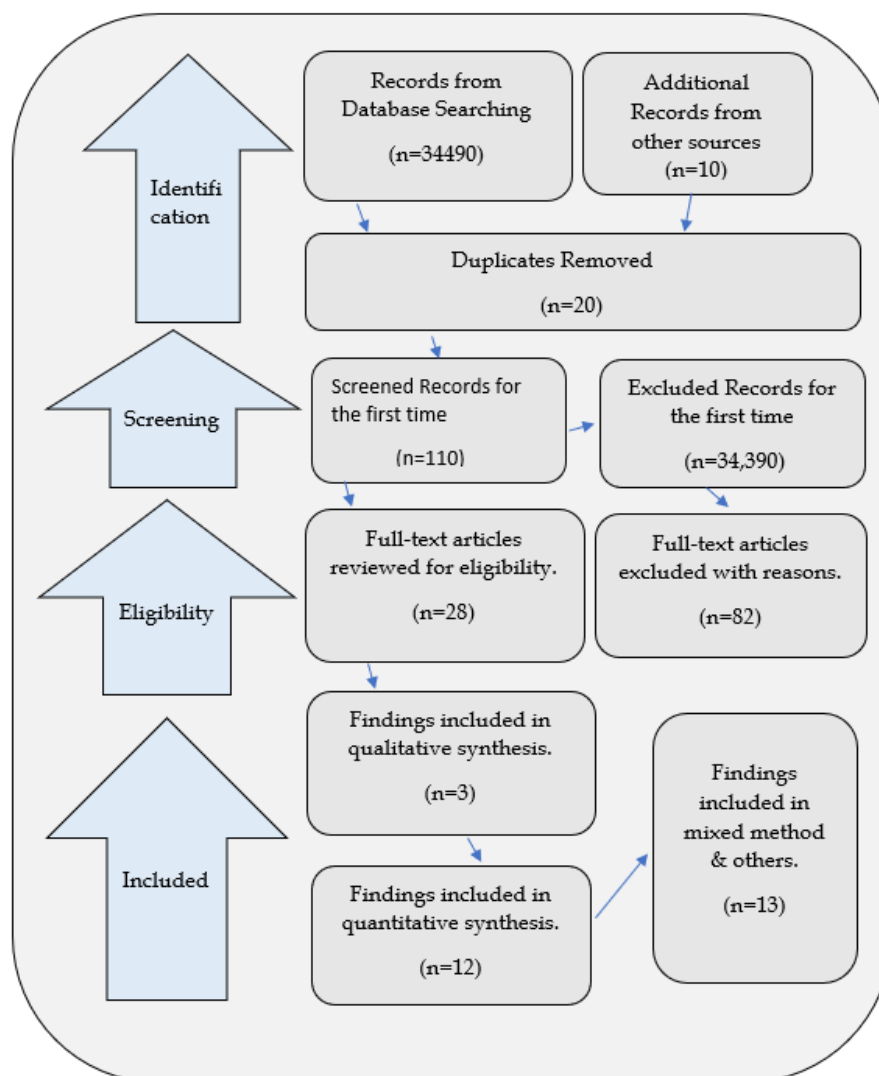 Records from
Database Searching
(n=34490)
Additional
Records from
other sources
(n=10)
Identifi
cation
Duplicates Removed
(n=20)
Screening
Screened Records for
the first time
(n=110)
Excluded Records for
the first time
(n=34,390)
Eligibility
Full-text articles
reviewed for eligibility.
(n=28)
Full-text articles
excluded with reasons.
(n=82)
Included
Findings included in
qualitative synthesis.
(n=3)
Findings included in
quantitative synthesis.
(n=12)
Findings
included in
mixed method
& others.
(n=13)